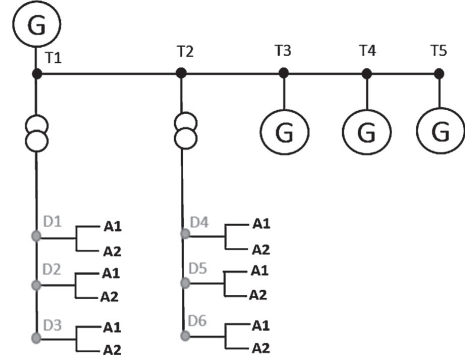 G
T1 T2 T3 T4 T5
G G G
D1 A1 D4 A1
A2 A2
D2 A1 D5 A1
A2 A2
D3 A1 D6 A1
A2 A2